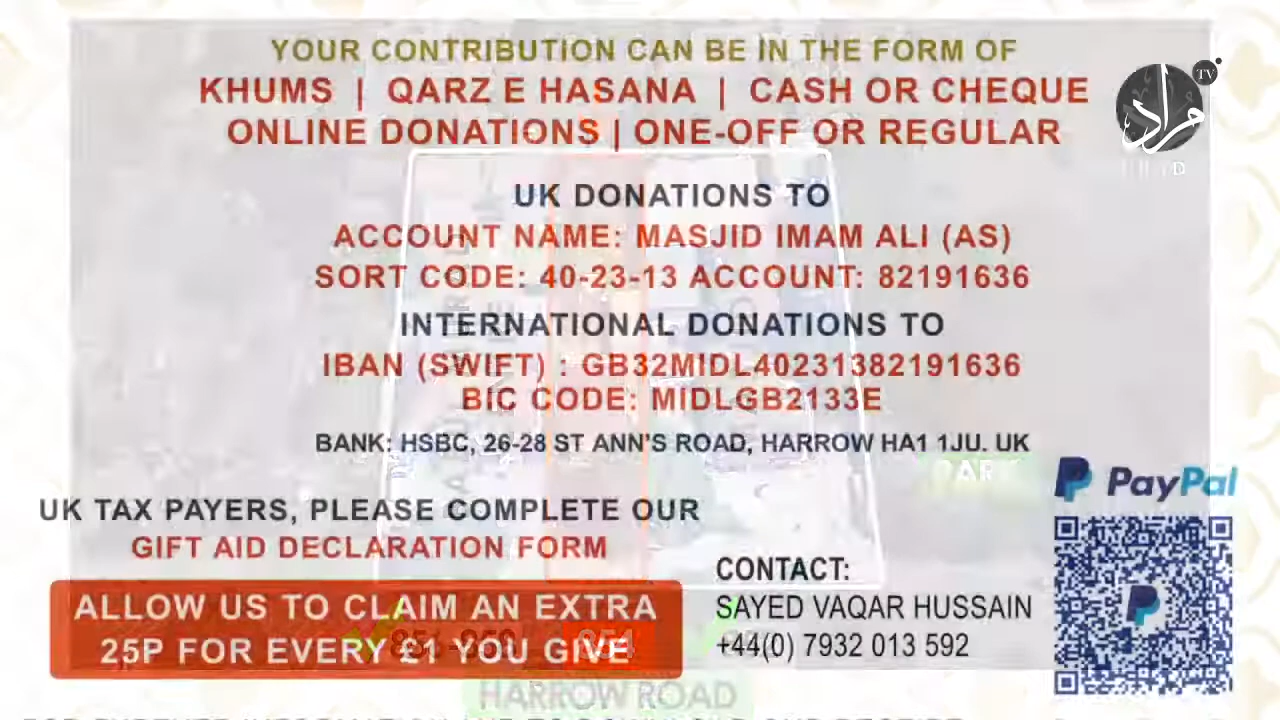 YOUR CONTRIBUTION CAN BE IN THE FORM OF
KHUMS | QARZ E HASANA | CASH OR CHEQUE
ONLINE DONATIONS | ONE-OFF OR REGULAR
مراد
TV
UK DONATIONS TO
ACCOUNT NAME: MASJID IMAM ALI (AS)
SORT CODE: 40-23-13 ACCOUNT: 82191636
INTERNATIONAL DONATIONS TO
IBAN (SWIFT) : GB32MIDL40231382191636
BIC CODE: MIDLGB2133E
BANK: HSBC, 26-28 ST ANN'S ROAD, HARROW HA1 1JU. UK
PayPal
UK TAX PAYERS, PLEASE COMPLETE OUR
GIFT AID DECLARATION FORM
ALLOW US TO CLAIM AN EXTRA
25P FOR EVERY £1 YOU GIVE
CONTACT:
SAYED VAQAR HUSSAIN
+44(0) 7932 013 592
HARROW ROAD